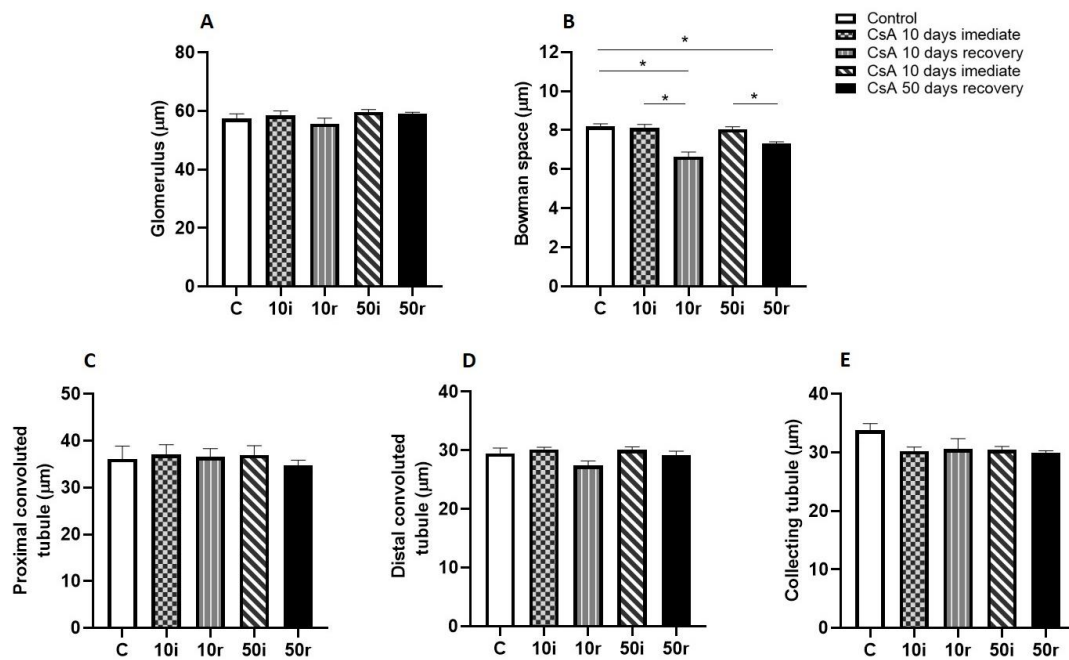 A
Glomerulus (μm)
80
60
40
20
0
C 10i 10r 50i 50r
B
Bowman space (μm)
12
10
8
6
4
2
0
* * * *
C 10i 10r 50i 50r
Control
CsA 10 days imediate
CsA 10 days recovery
CsA 10 days imediate
CsA 50 days recovery
C
Proximal convoluted
tubule (μm)
50
40
30
20
10
0
C 10i 10r 50i 50r
D
Distal convoluted
tubule (μm)
40
30
20
10
0
C 10i 10r 50i 50r
E
Collecting tubule (μm)
40
30
20
10
0
C 10i 10r 50i 50r